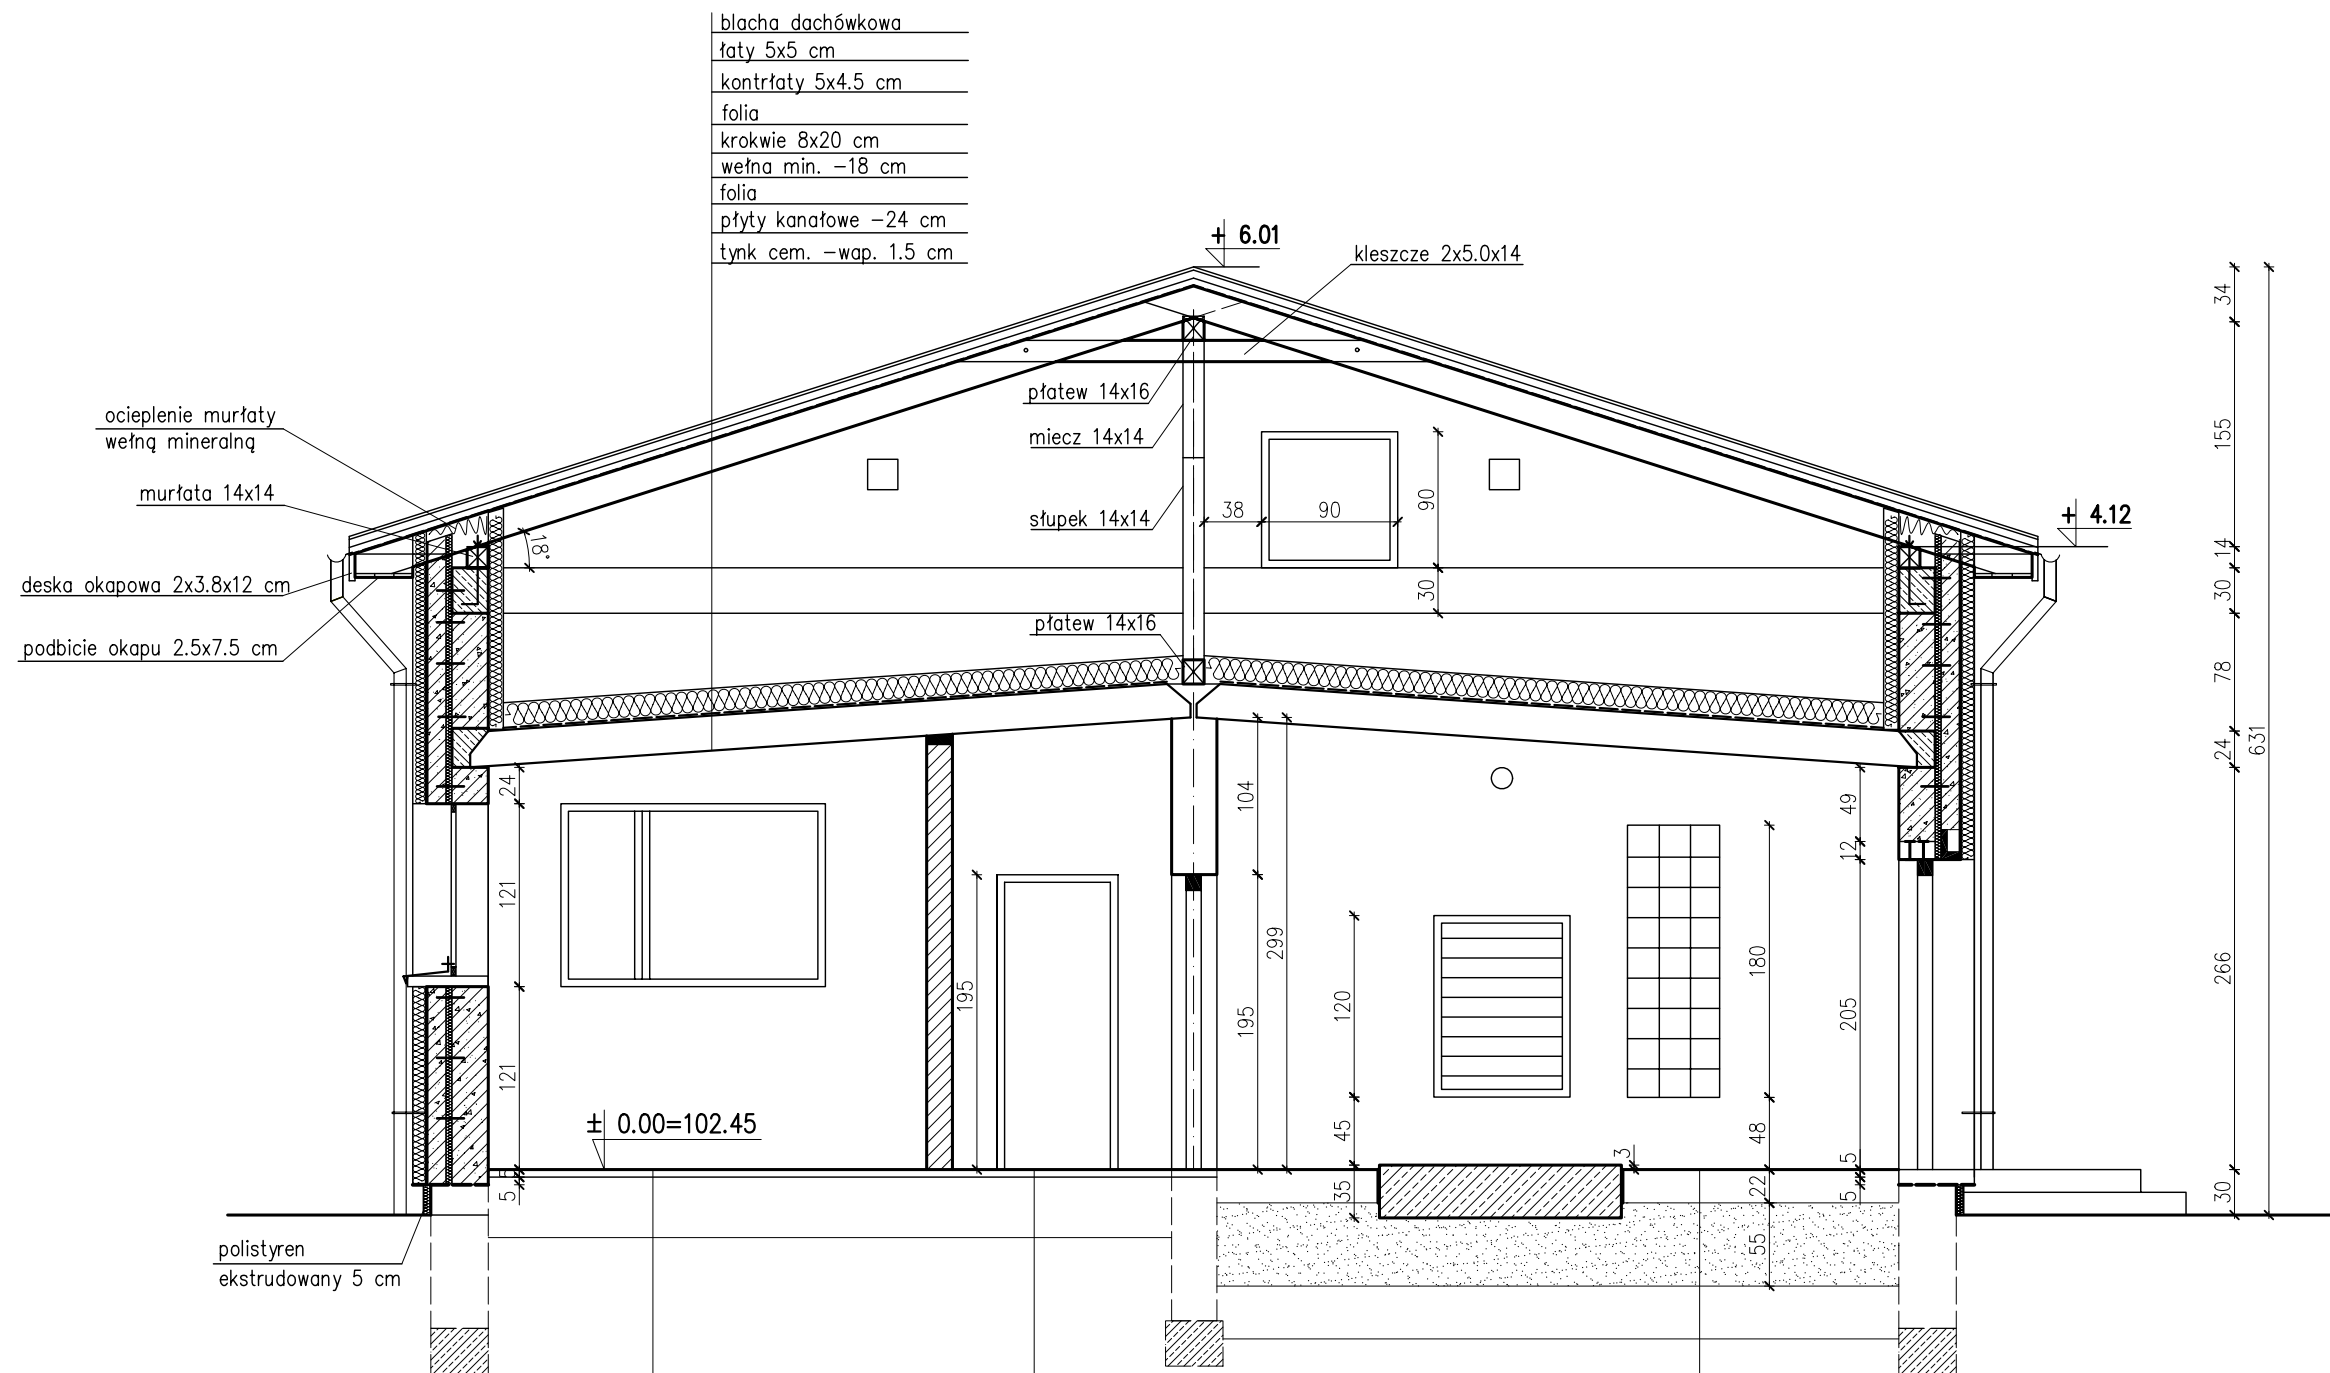 blacha dachówkowa
łaty 5x5 cm
kontrłaty 5x4.5 cm
folia
krokwie 8x20 cm
wełna min. -18 cm
folia
płyty kanałowe -24 cm
tynk cem. -wap. 1.5 cm
+ 6.01
kleszcze 2x5.0x14
34
płatew 14x16
ocieplenie murłaty
wełną mineralną
miecz 14x14
155
631
murłata 14x14
90
słupek 14x14
38
90
+ 4.12
18°
14
deska okapowa 2x3.8x12 cm
30
30
płatew 14x16
podbicie okapu 2.5x7.5 cm
78
24
24
104
49
12
121
299
195
195
120
180
205
266
121
± 0.00=102.45
45
48
3
5
5
35
22
5
30
55
polistyren
ekstrudowany 5 cm